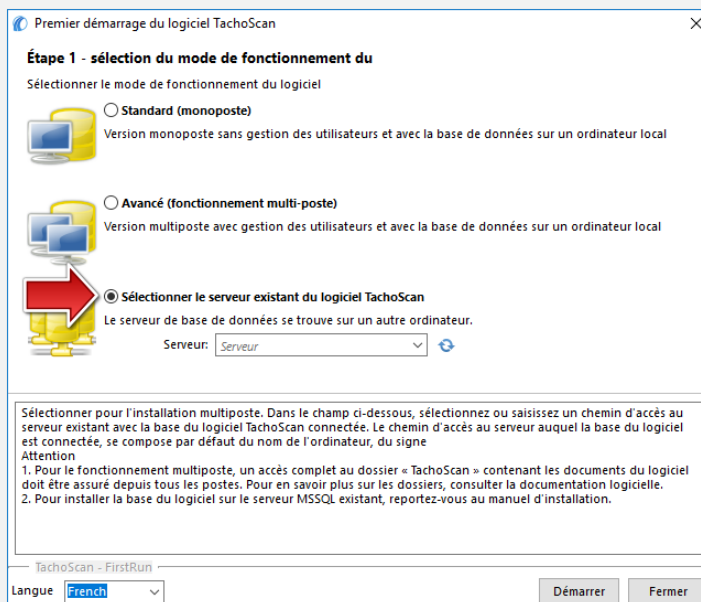 Premier démarrage du logiciel TachoScan
Étape 1 - sélection du mode de fonctionnement du
Sélectionner le mode de fonctionnement du logiciel
Standard (monoposte)
Version monoposte sans gestion des utilisateurs et avec la base de données sur un ordinateur local
Avancé (fonctionnement multi-poste)
Version multiposte avec gestion des utilisateurs et avec la base de données sur un ordinateur local
Sélectionner le serveur existant du logiciel TachoScan
Le serveur de base de données se trouve sur un autre ordinateur.
Serveur: Serveur
Sélectionner pour l'installation multiposte. Dans le champ ci-dessous, sélectionnez ou saisissez un chemin d'accès au
serveur existant avec la base du logiciel TachoScan connectée. Le chemin d'accès au serveur auquel la base du logiciel
est connectée, se compose par défaut du nom de l'ordinateur, du signe
Attention
1. Pour le fonctionnement multiposte, un accès complet au dossier « TachoScan » contenant les documents du logiciel
doit être assuré depuis tous les postes. Pour en savoir plus sur les dossiers, consulter la documentation logicielle.
2. Pour installer la base du logiciel sur le serveur MSSQL existant, reportez-vous au manuel d'installation.
TachoScan - FirstRun
Langue French Démarrer Fermer